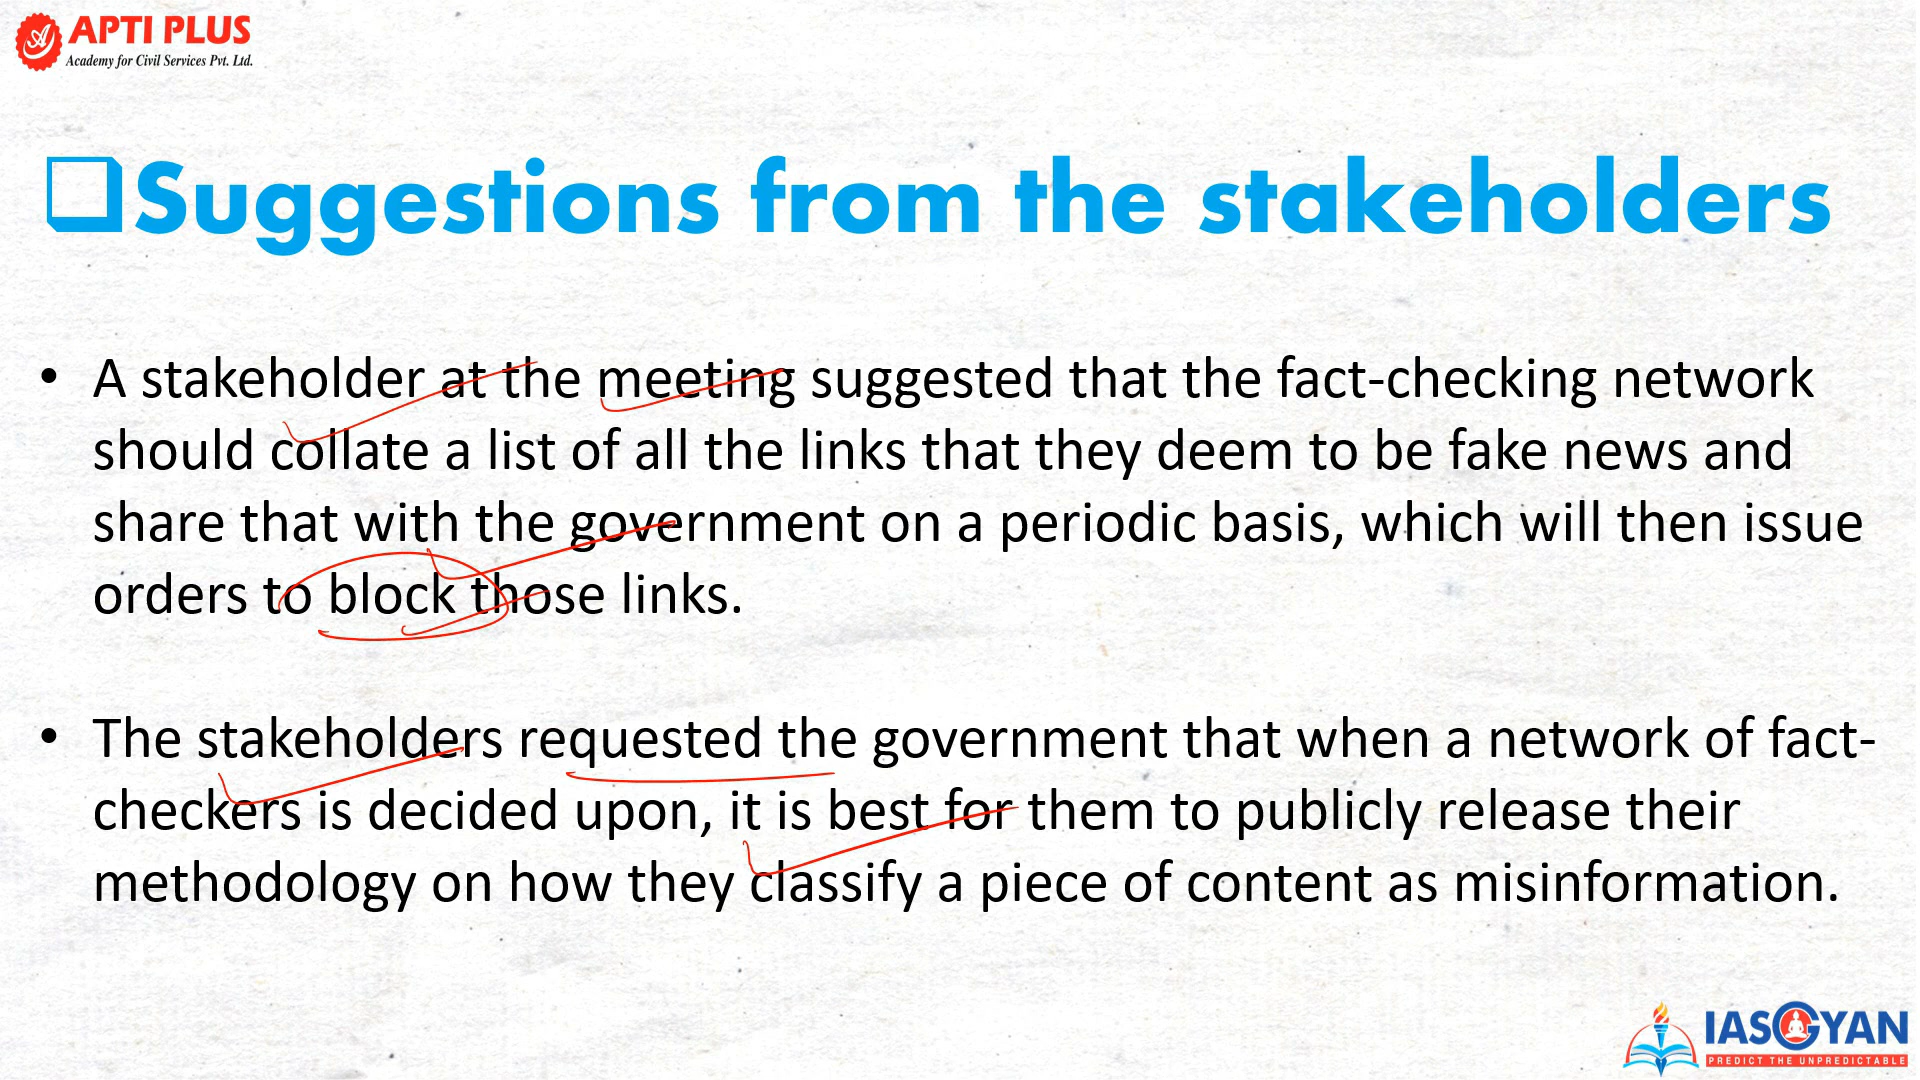 APTI PLUS
Academy for Civil Services Pvt. Ltd.
Suggestions from the stakeholders
• A stakeholder at the meeting suggested that the fact-checking network
should collate a list of all the links that they deem to be fake news and
share that with the government on a periodic basis, which will then issue
orders to block those links.
• The stakeholders requested the government that when a network of fact-
checkers is decided upon, it is best for them to publicly release their
methodology on how they classify a piece of content as misinformation.
IASGYAN
PREDICT THE UNPREDICTABLE